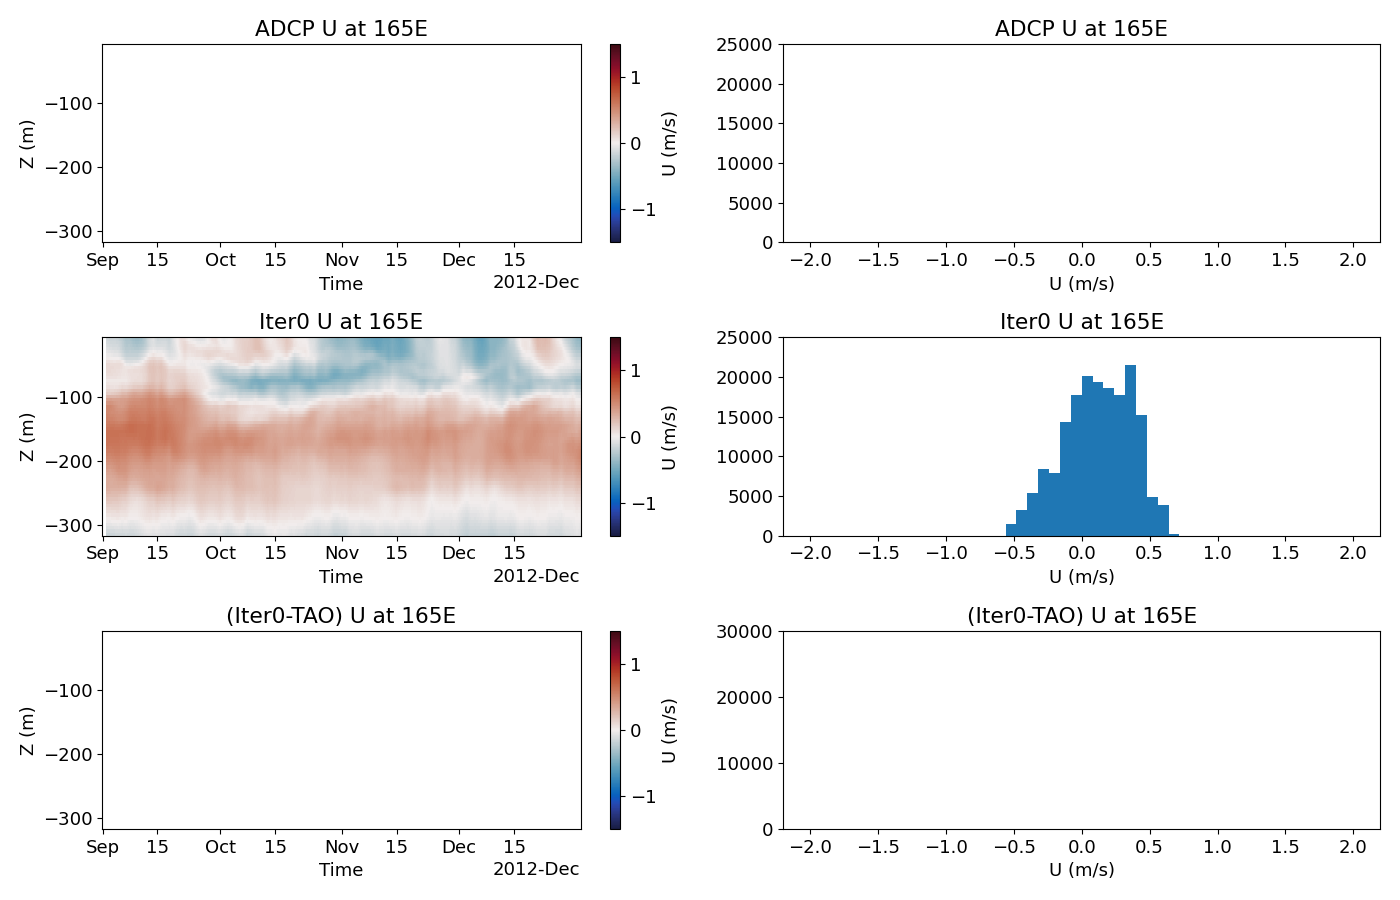 ADCP U at 165E
ADCP U at 165E
−100
−200
−300
Z (m)
Sep 15 Oct 15 Nov 15 Dec 15
Time
2012-Dec
1
0
−1
U (m/s)
25000
20000
15000
10000
5000
0
−2.0 −1.5 −1.0 −0.5 0.0 0.5 1.0 1.5 2.0
U (m/s)
Iter0 U at 165E
Iter0 U at 165E
−100
−200
−300
Z (m)
Sep 15 Oct 15 Nov 15 Dec 15
Time
2012-Dec
1
0
−1
U (m/s)
25000
20000
15000
10000
5000
0
−2.0 −1.5 −1.0 −0.5 0.0 0.5 1.0 1.5 2.0
U (m/s)
(Iter0-TAO) U at 165E
(Iter0-TAO) U at 165E
−100
−200
−300
Z (m)
Sep 15 Oct 15 Nov 15 Dec 15
Time
2012-Dec
1
0
−1
U (m/s)
30000
20000
10000
0
−2.0 −1.5 −1.0 −0.5 0.0 0.5 1.0 1.5 2.0
U (m/s)